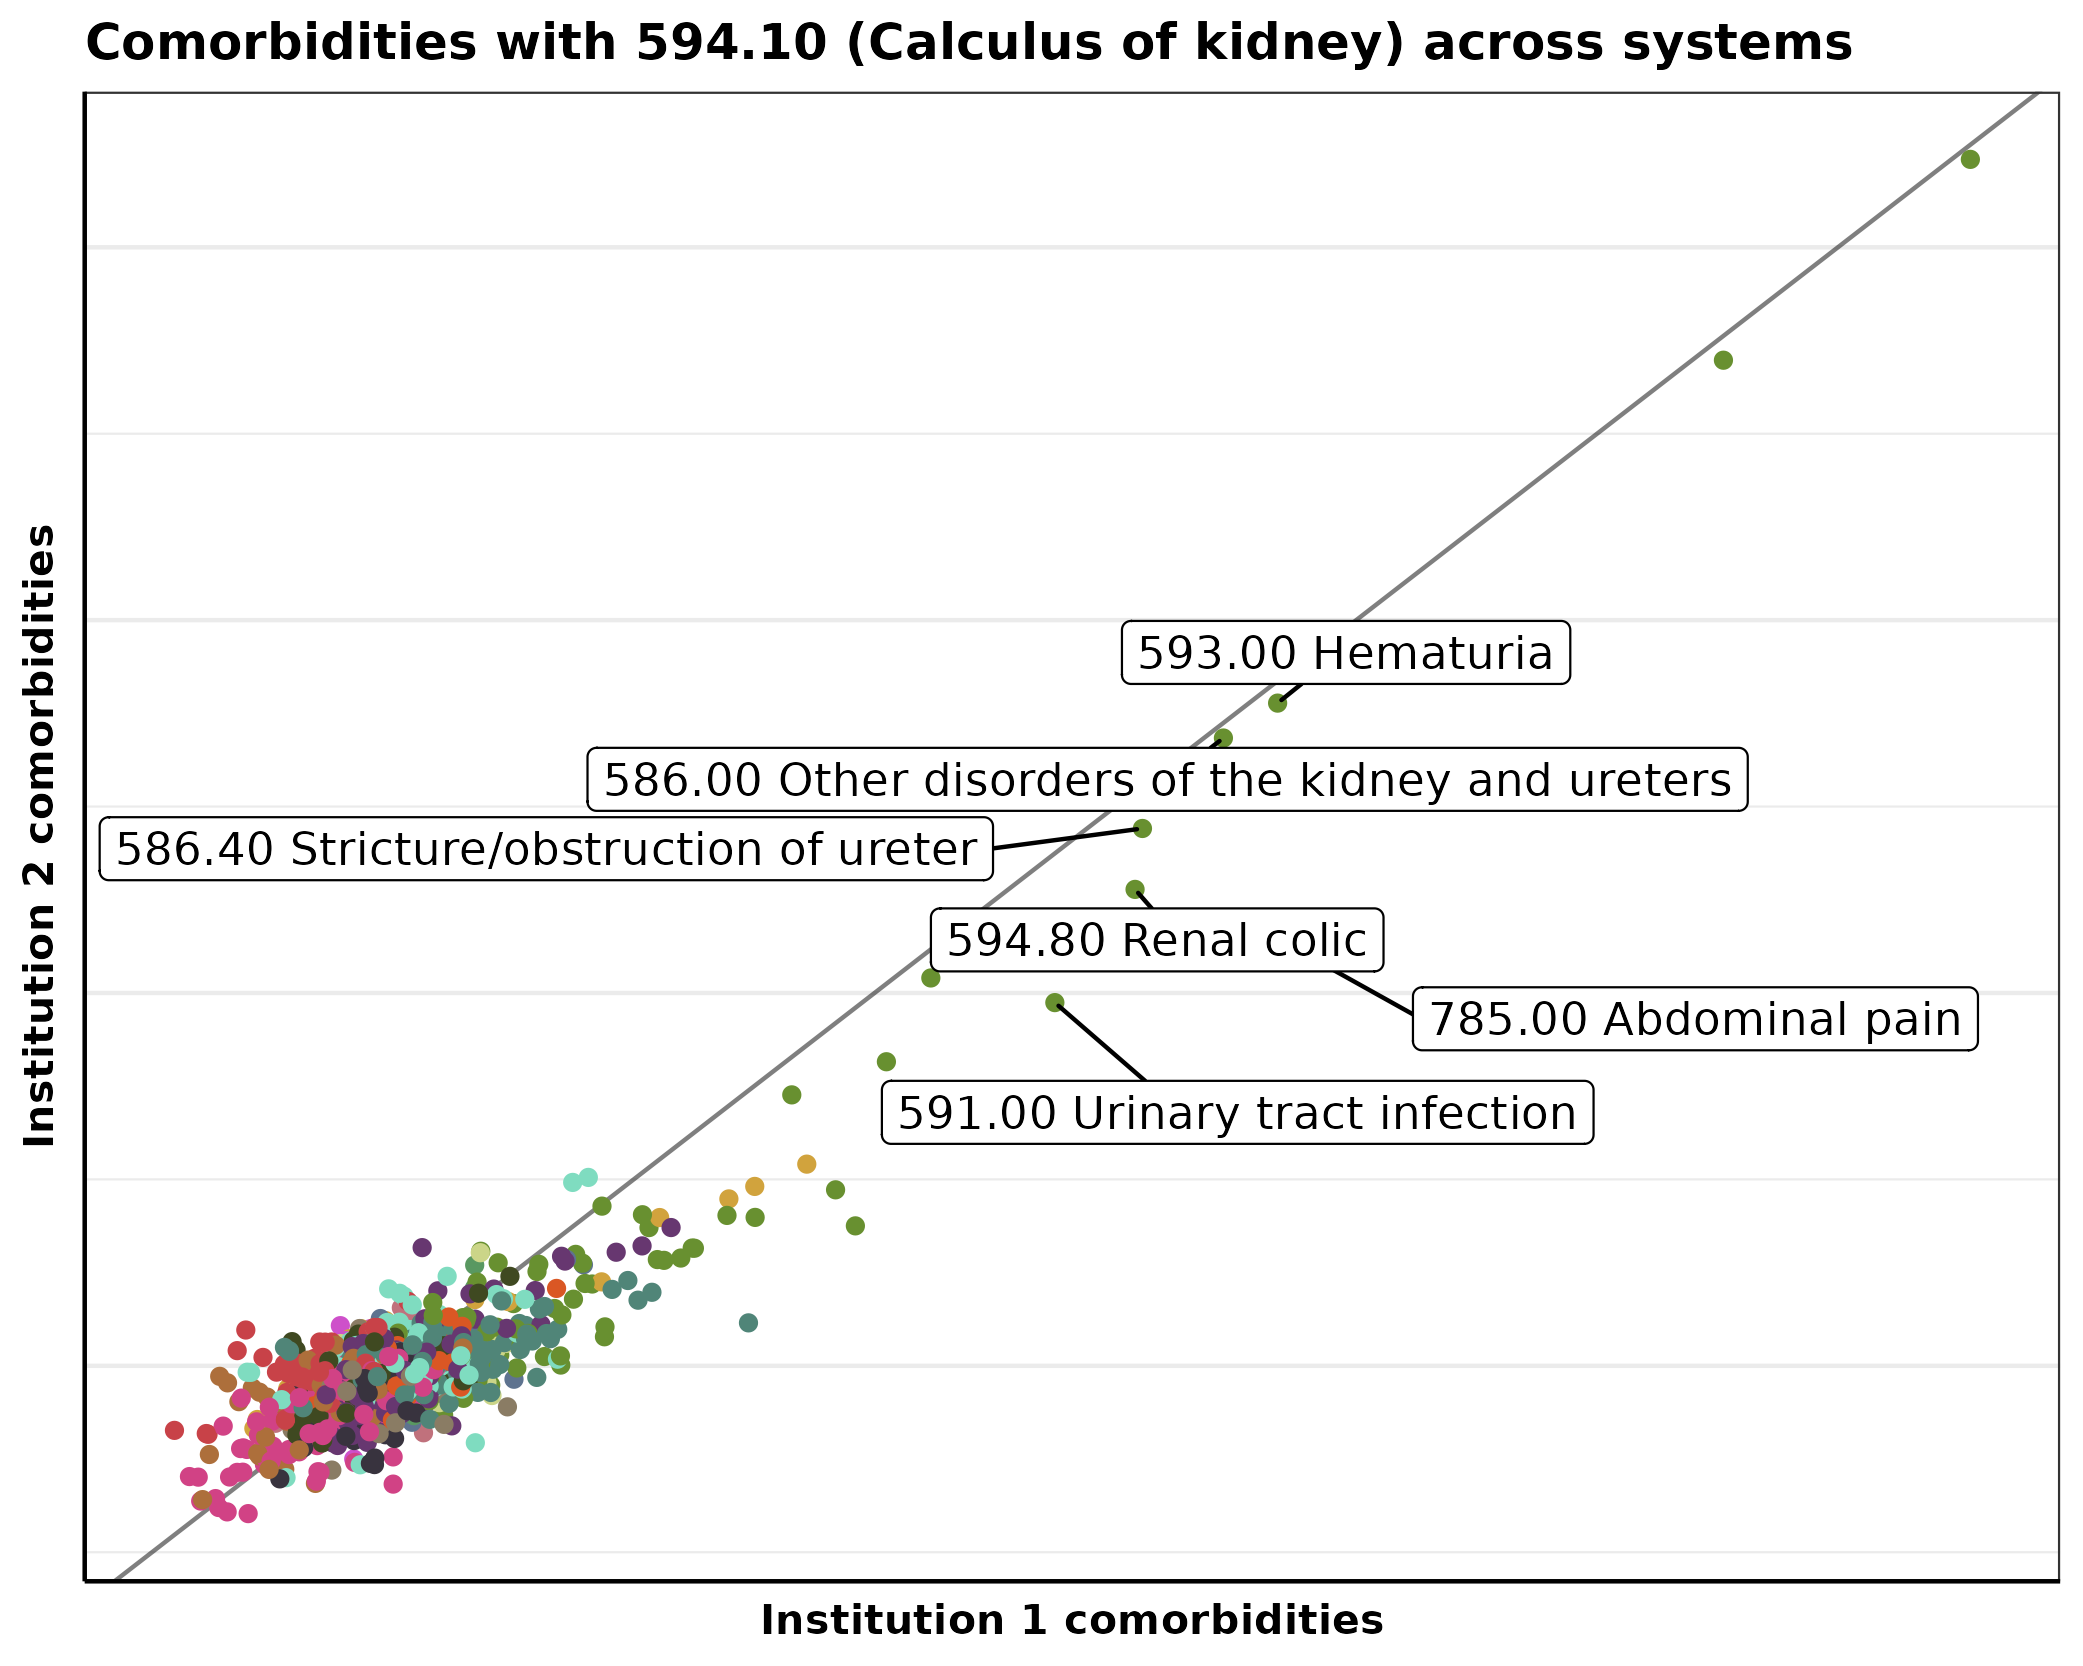 Comorbidities with 594.10 (Calculus of kidney) across systems
Institution 2 comorbidities
593.00 Hematuria
586.00 Other disorders of the kidney and ureters
586.40 Stricture/obstruction of ureter
594.80 Renal colic
785.00 Abdominal pain
591.00 Urinary tract infection
Institution 1 comorbidities